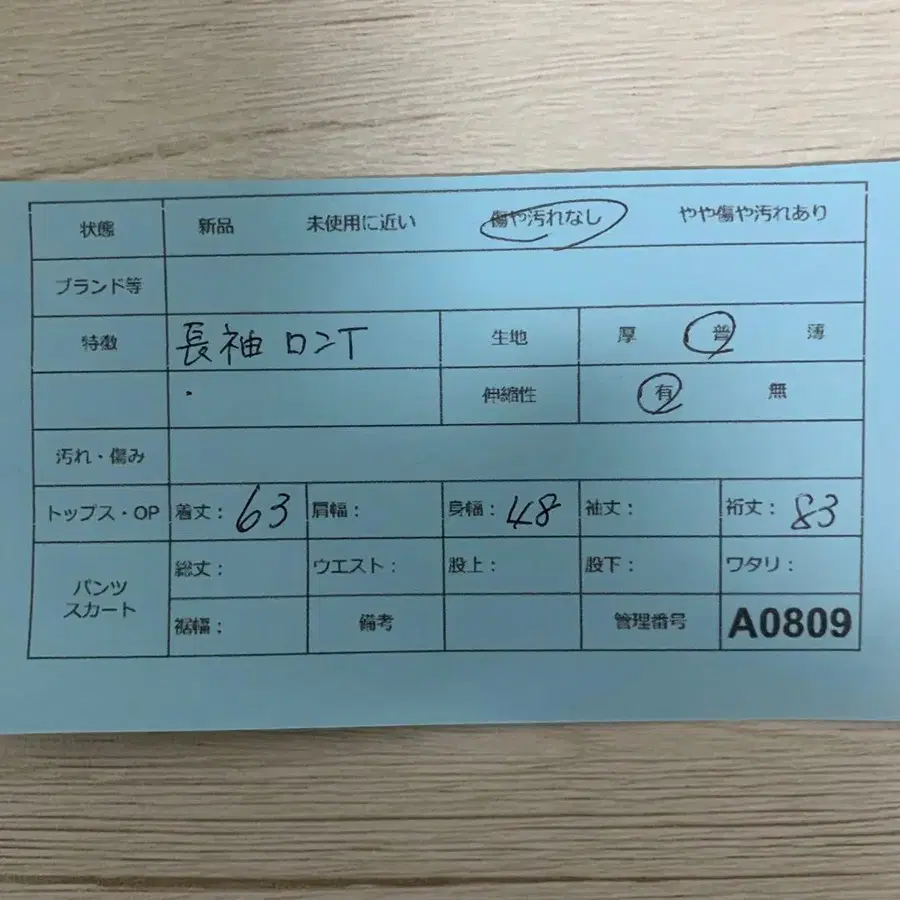 状態 新品 未使用に近い 傷や汚れなし やや傷や汚れあり
ブランド等
特徴 長袖 ロンT 生地 厚 普 薄
・ 伸縮性 有 無
汚れ・傷み
トップス・OP 着丈: 63 肩幅: 身幅: 48 袖丈: 裄丈: 83
パンツ スカート 総丈: ウエスト: 股上: 股下: ワタリ:
裾幅: 備考 管理番号 A0809